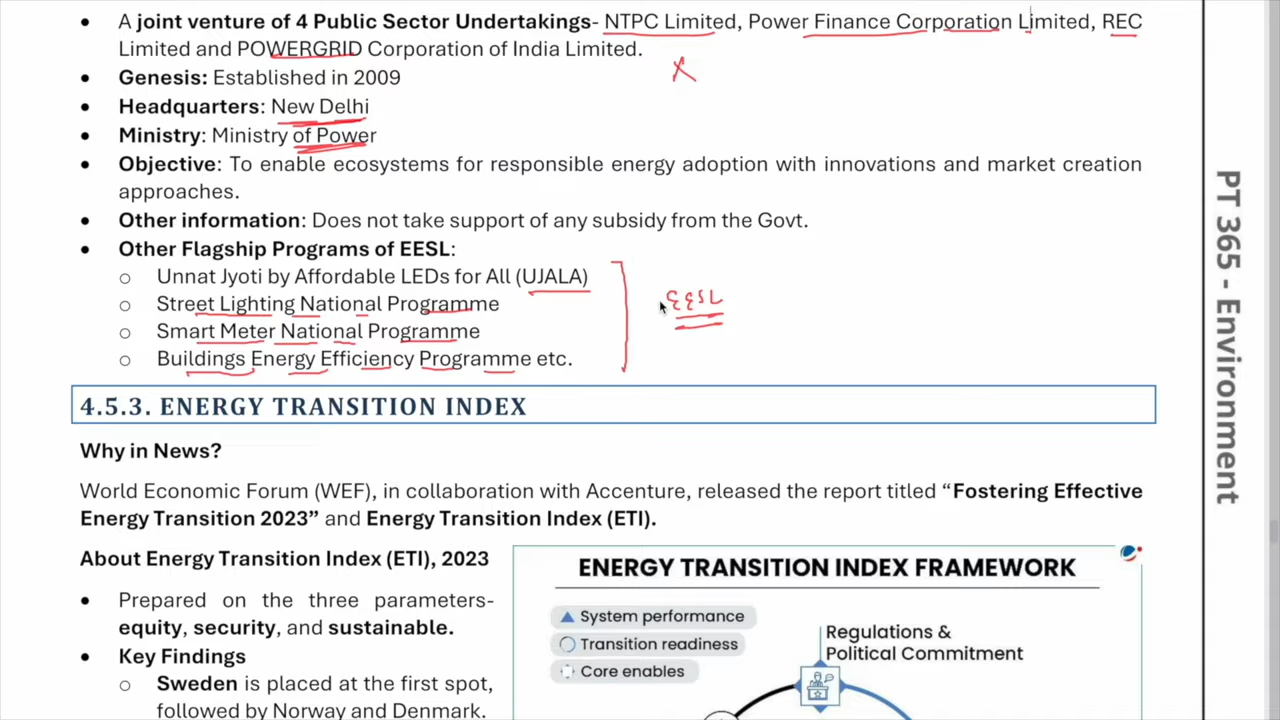 • A joint venture of 4 Public Sector Undertakings- NTPC Limited, Power Finance Corporation Limited, REC
Limited and POWERGRID Corporation of India Limited.
• Genesis: Established in 2009
• Headquarters: New Delhi
• Ministry: Ministry of Power
• Objective: To enable ecosystems for responsible energy adoption with innovations and market creation
approaches.
• Other information: Does not take support of any subsidy from the Govt.
• Other Flagship Programs of EESL:
o Unnat Jyoti by Affordable LEDs for All (UJALA)
o Street Lighting National Programme
o Smart Meter National Programme
o Buildings Energy Efficiency Programme etc.
EESL
4.5.3. ENERGY TRANSITION INDEX
Why in News?
World Economic Forum (WEF), in collaboration with Accenture, released the report titled “Fostering Effective
Energy Transition 2023” and Energy Transition Index (ETI).
About Energy Transition Index (ETI), 2023
• Prepared on the three parameters-
equity, security, and sustainable.
• Key Findings
o Sweden is placed at the first spot,
followed by Norway and Denmark.
ENERGY TRANSITION INDEX FRAMEWORK
System performance
Transition readiness
Core enables
Regulations &
Political Commitment
PT 365 - Environment